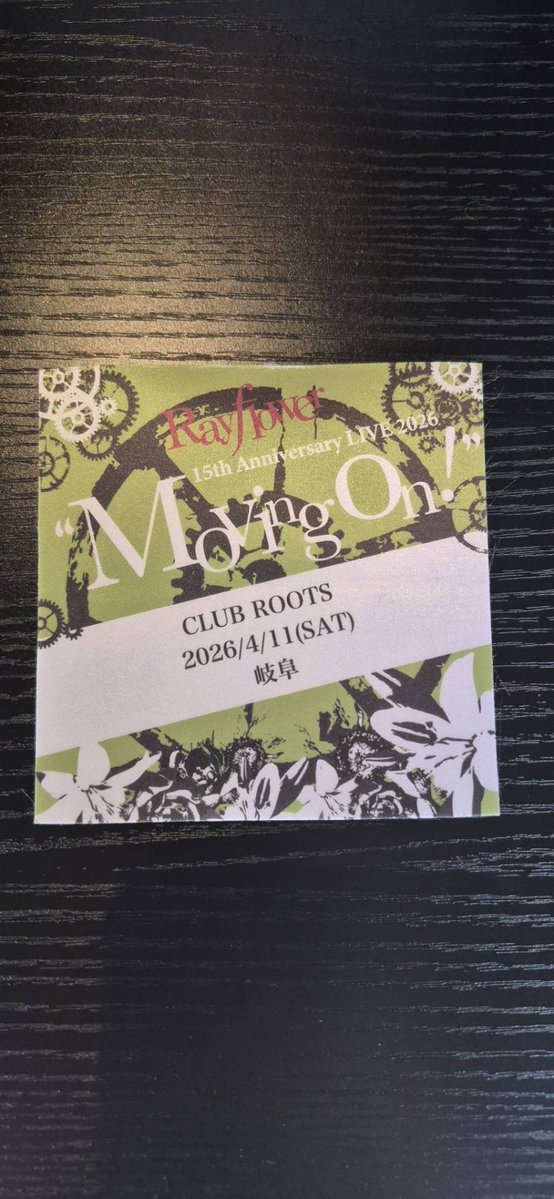 Rayflower
15th Anniversary LIVE 2026
“Moving On!”
CLUB ROOTS
2026/4/11(SAT)
岐阜